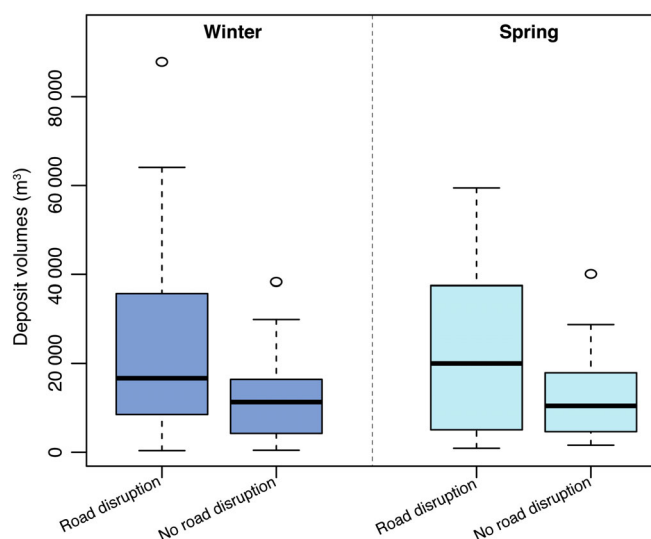 Winter
Spring
Deposit volumes (m³)
80 000
60 000
40 000
20 000
0
Road disruption
No road disruption
Road disruption
No road disruption